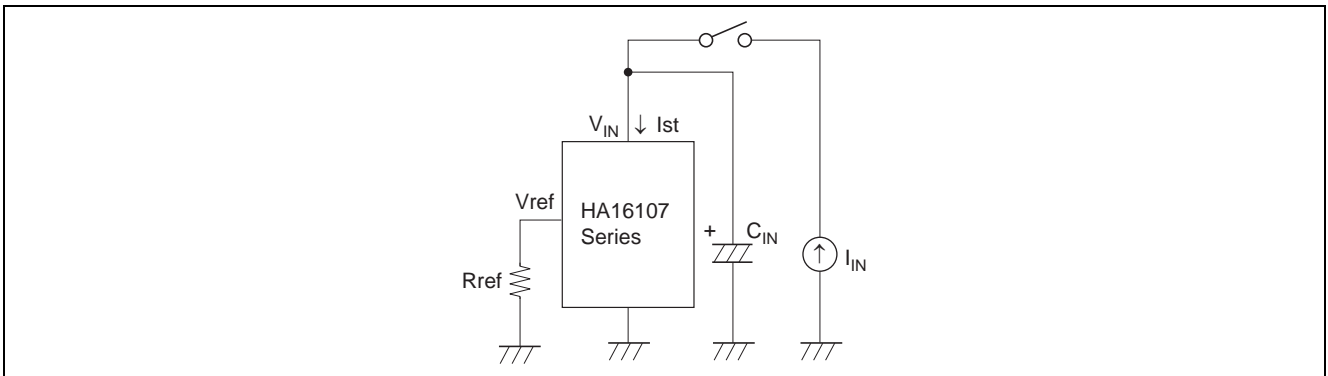 V_IN ↓ Ist
Vref
HA16107
Series
+ C_IN
I_IN
Rref